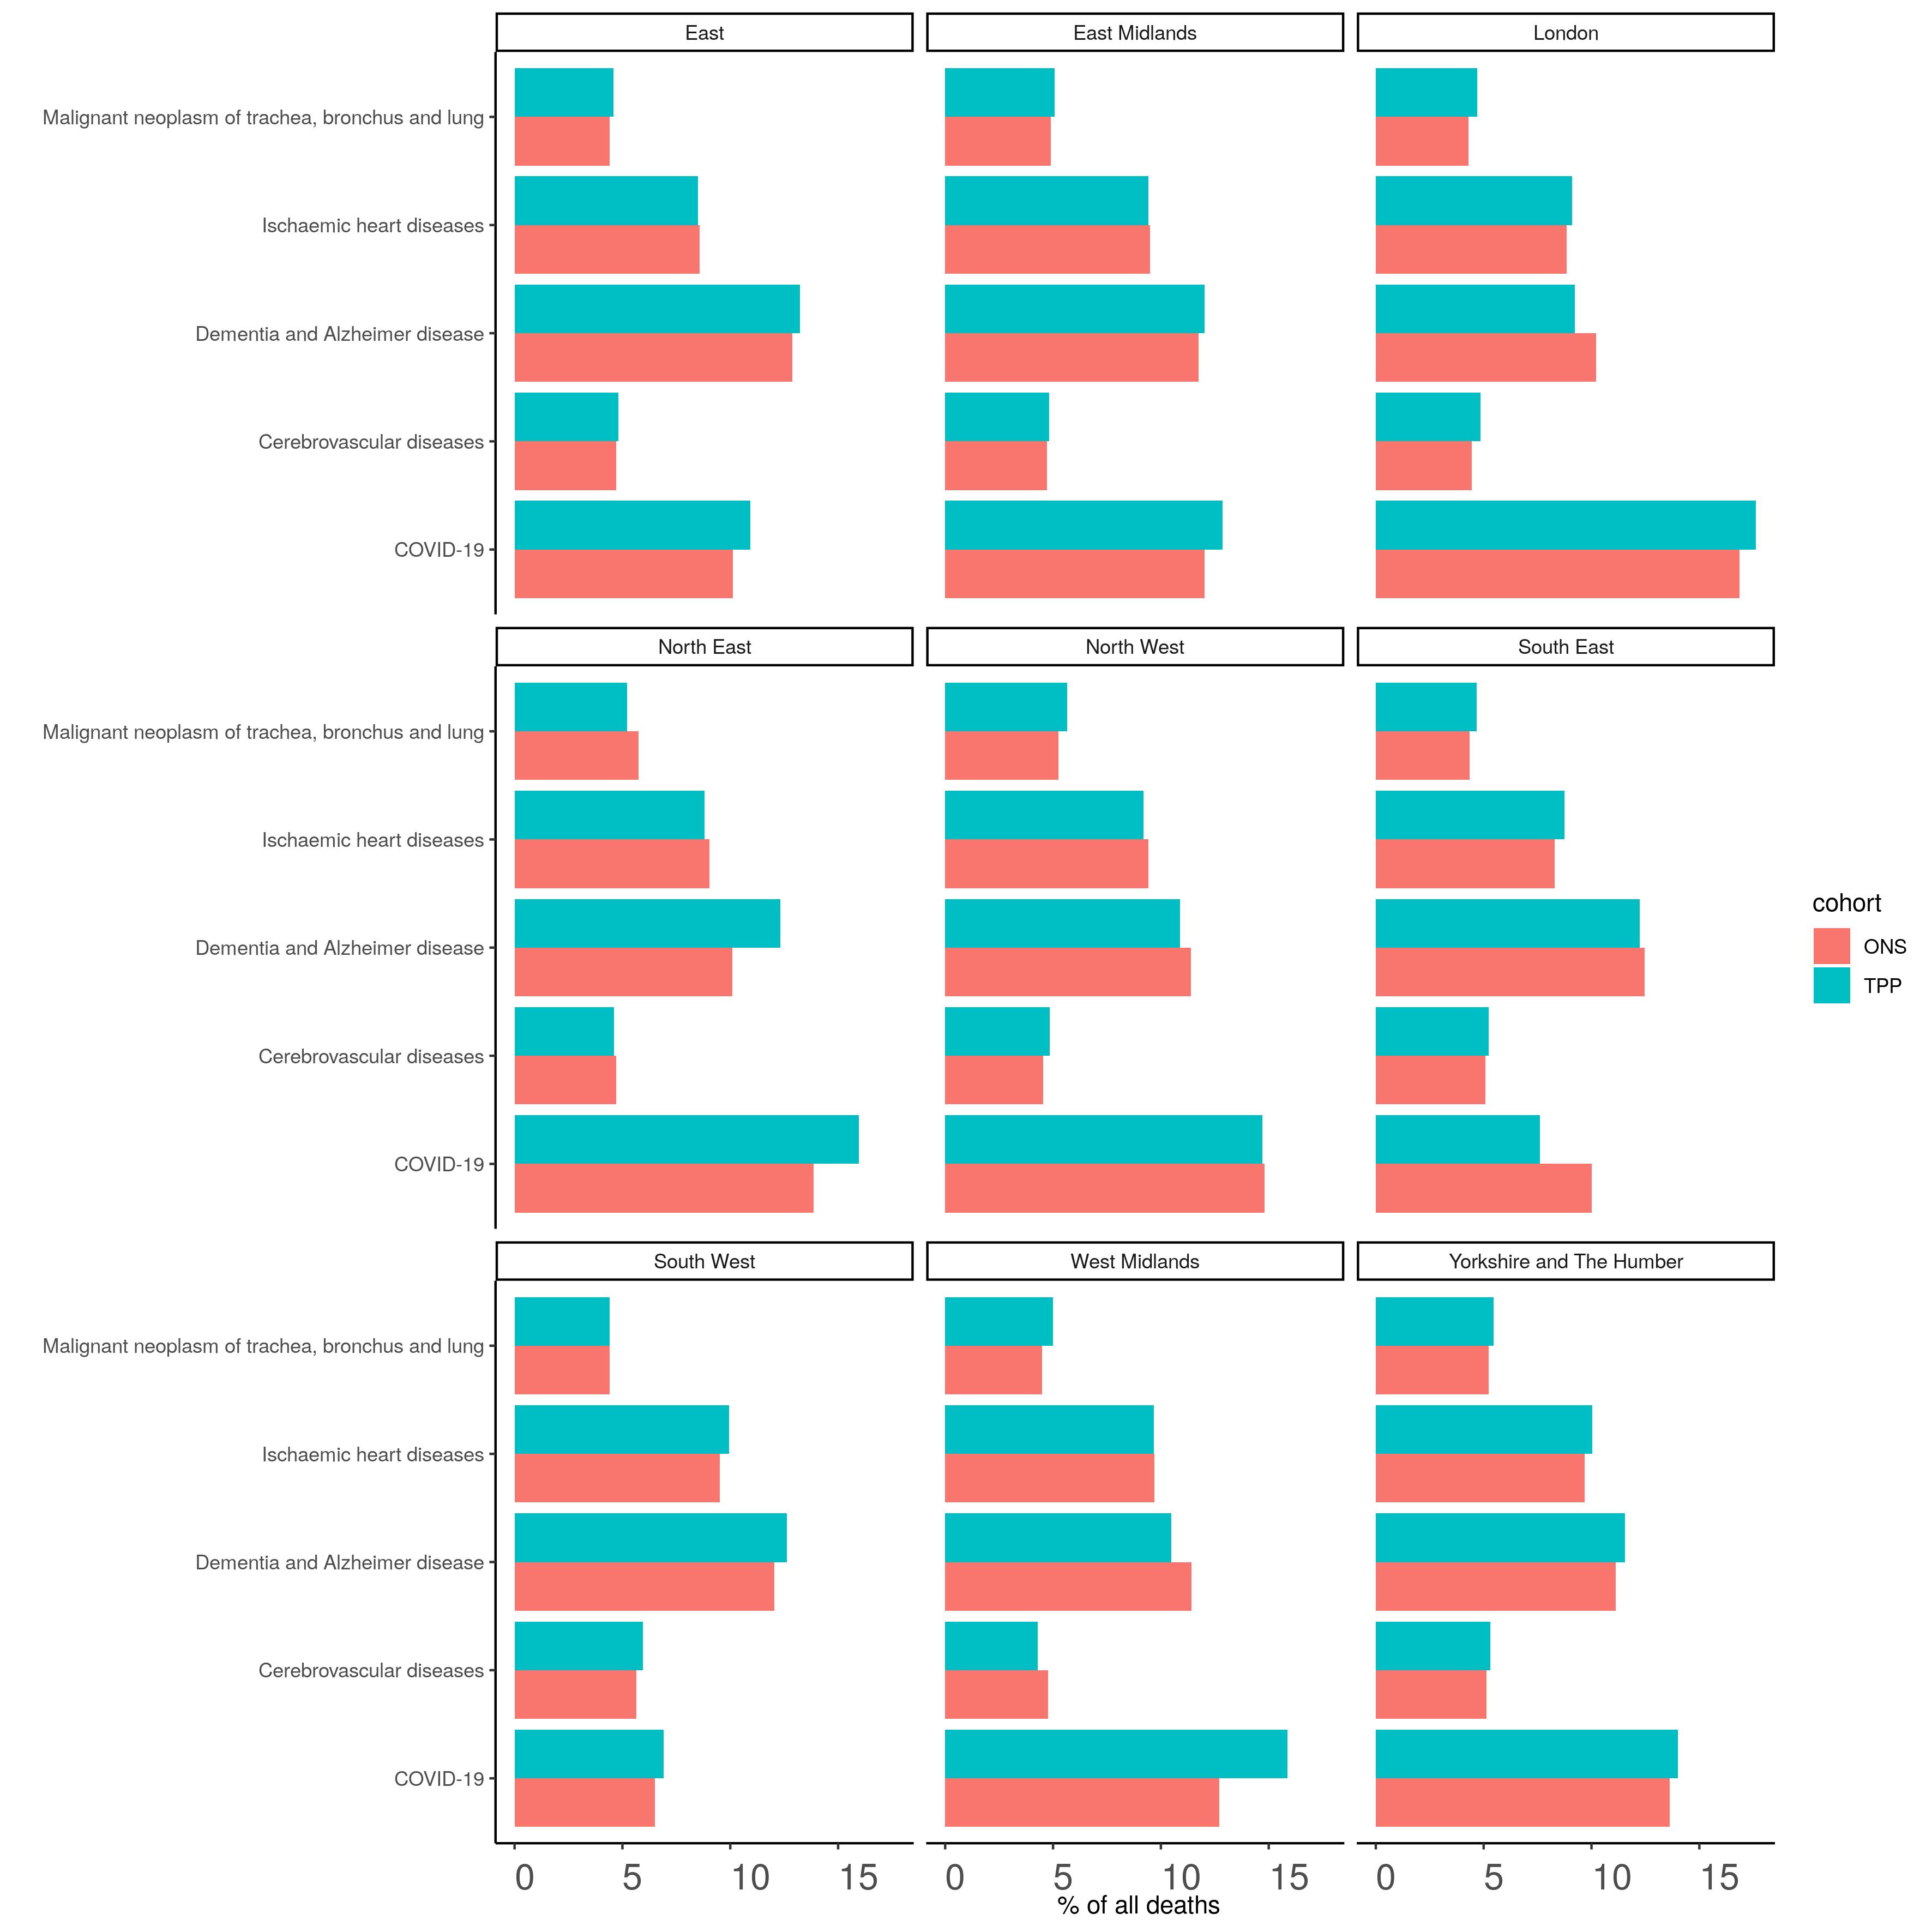 East
East Midlands
London
Malignant neoplasm of trachea, bronchus and lung
Ischaemic heart diseases
Dementia and Alzheimer disease
Cerebrovascular diseases
COVID-19
North East
North West
South East
Malignant neoplasm of trachea, bronchus and lung
Ischaemic heart diseases
Dementia and Alzheimer disease
Cerebrovascular diseases
COVID-19
cohort
ONS
TPP
South West
West Midlands
Yorkshire and The Humber
Malignant neoplasm of trachea, bronchus and lung
Ischaemic heart diseases
Dementia and Alzheimer disease
Cerebrovascular diseases
COVID-19
0 5 10 15
0 5 10 15
0 5 10 15
% of all deaths